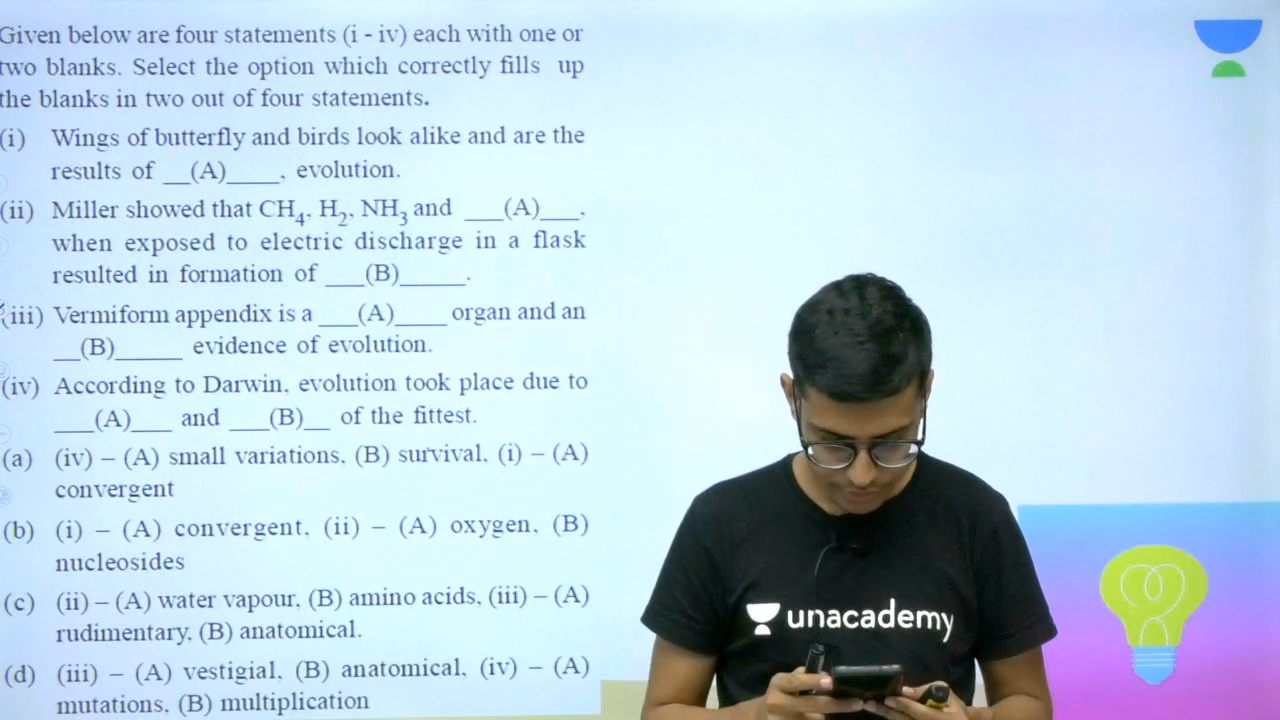 Given below are four statements (i - iv) each with one or
two blanks. Select the option which correctly fills up
the blanks in two out of four statements.
(i) Wings of butterfly and birds look alike and are the
results of __(A)____, evolution.
(ii) Miller showed that CH₄, H₂, NH₃ and ___(A)___,
when exposed to electric discharge in a flask
resulted in formation of ___(B)_____.
(iii) Vermiform appendix is a ___(A)____ organ and an
__(B)_____ evidence of evolution.
(iv) According to Darwin, evolution took place due to
___(A)___ and ___(B)__ of the fittest.
(a) (iv) – (A) small variations, (B) survival, (i) – (A)
convergent
(b) (i) – (A) convergent, (ii) – (A) oxygen, (B)
nucleosides
(c) (ii) – (A) water vapour, (B) amino acids, (iii) – (A)
rudimentary, (B) anatomical.
(d) (iii) – (A) vestigial, (B) anatomical, (iv) – (A)
mutations, (B) multiplication
unacademy